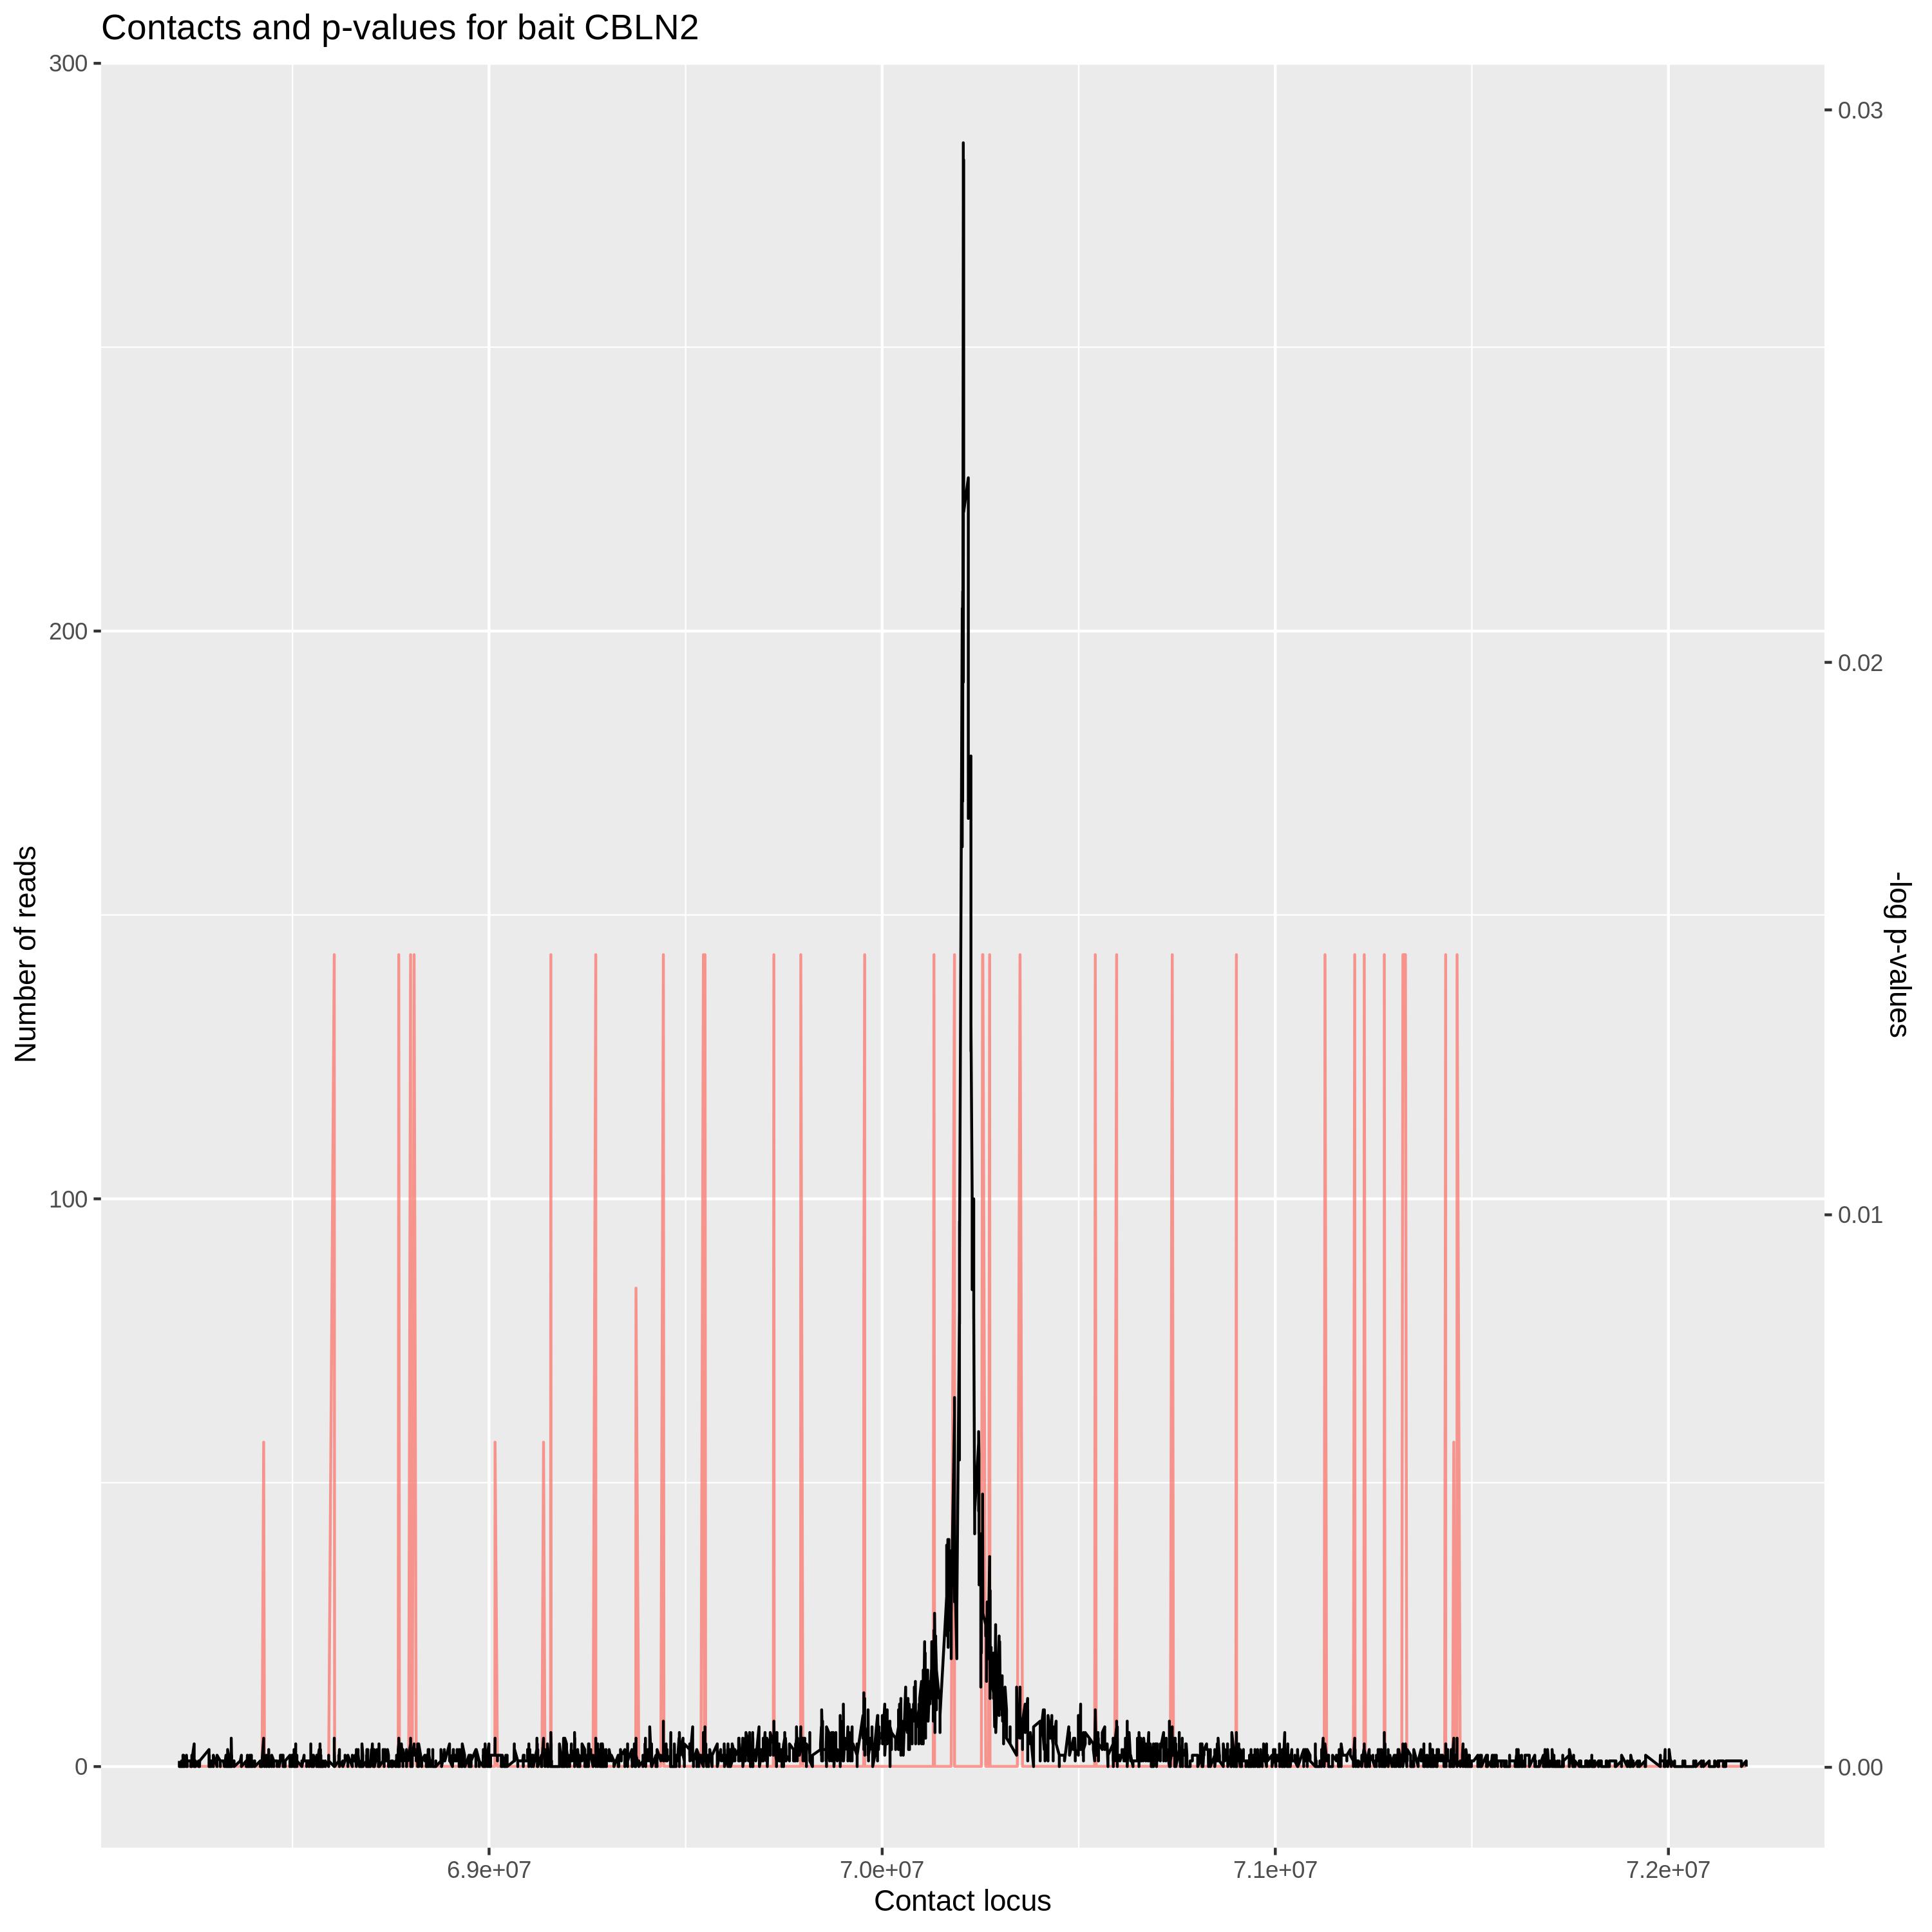 Contacts and p-values for bait CBLN2
300
200
100
0
Number of reads
0.03
0.02
0.01
0.00
-log p-values
6.9e+07 7.0e+07 7.1e+07 7.2e+07
Contact locus